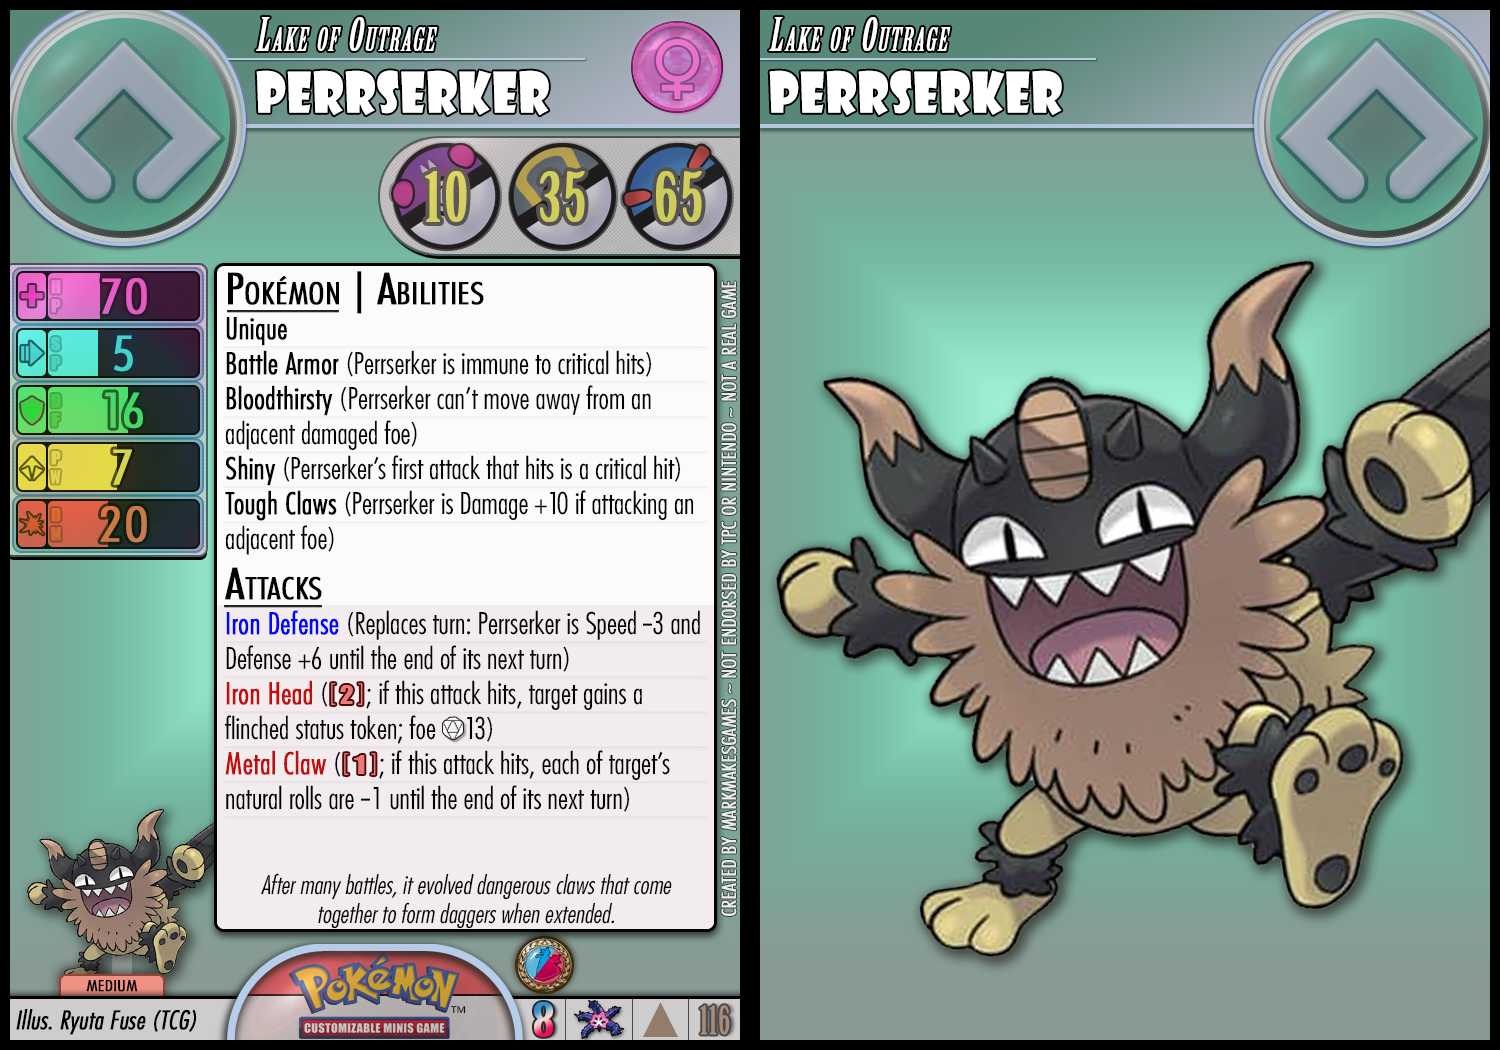 Lake of Outrage
PERRSERKER
10 35 65
HP 70
SP 5
DF 16
PW 7
DM 20
Pokémon | Abilities
Unique
Battle Armor (Perrserker is immune to critical hits)
Bloodthirsty (Perrserker can't move away from an
adjacent damaged foe)
Shiny (Perrserker's first attack that hits is a critical hit)
Tough Claws (Perrserker is Damage +10 if attacking an
adjacent foe)
Attacks
Iron Defense (Replaces turn: Perrserker is Speed −3 and
Defense +6 until the end of its next turn)
Iron Head ([2]; if this attack hits, target gains a
flinched status token; foe 13)
Metal Claw ([1]; if this attack hits, each of target's
natural rolls are −1 until the end of its next turn)
After many battles, it evolved dangerous claws that come
together to form daggers when extended.
CREATED BY MARKMAKESGAMES ~ NOT ENDORSED BY TPC OR NINTENDO ~ NOT A REAL GAME
MEDIUM
Illus. Ryuta Fuse (TCG)
POKéMON™
CUSTOMIZABLE MINIS GAME
8
116
Lake of Outrage
PERRSERKER